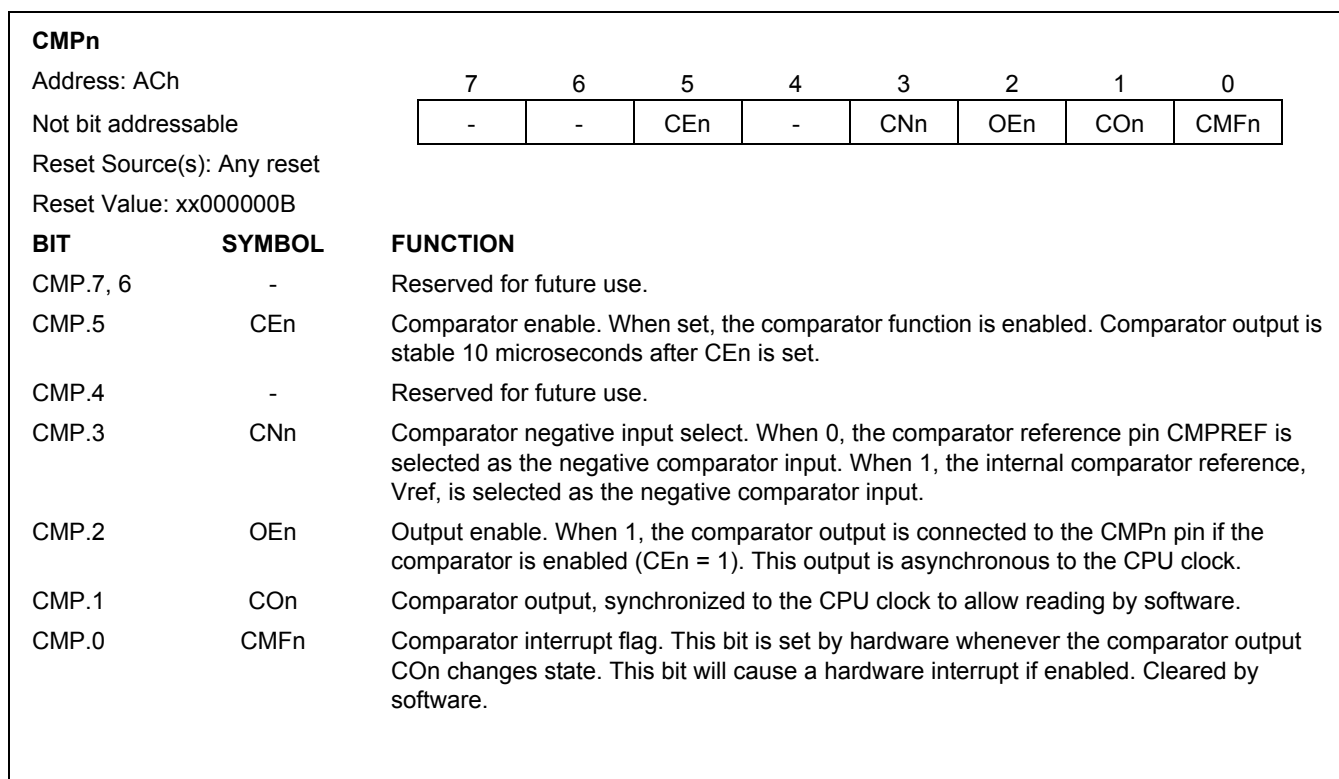 CMPn
Address: ACh 7 6 5 4 3 2 1 0
Not bit addressable - - CEn - CNn OEn COn CMFn
Reset Source(s): Any reset
Reset Value: xx000000B
BIT SYMBOL FUNCTION
CMP.7, 6 - Reserved for future use.
CMP.5 CEn Comparator enable. When set, the comparator function is enabled. Comparator output is
stable 10 microseconds after CEn is set.
CMP.4 - Reserved for future use.
CMP.3 CNn Comparator negative input select. When 0, the comparator reference pin CMPREF is
selected as the negative comparator input. When 1, the internal comparator reference,
Vref, is selected as the negative comparator input.
CMP.2 OEn Output enable. When 1, the comparator output is connected to the CMPn pin if the
comparator is enabled (CEn = 1). This output is asynchronous to the CPU clock.
CMP.1 COn Comparator output, synchronized to the CPU clock to allow reading by software.
CMP.0 CMFn Comparator interrupt flag. This bit is set by hardware whenever the comparator output
COn changes state. This bit will cause a hardware interrupt if enabled. Cleared by
software.